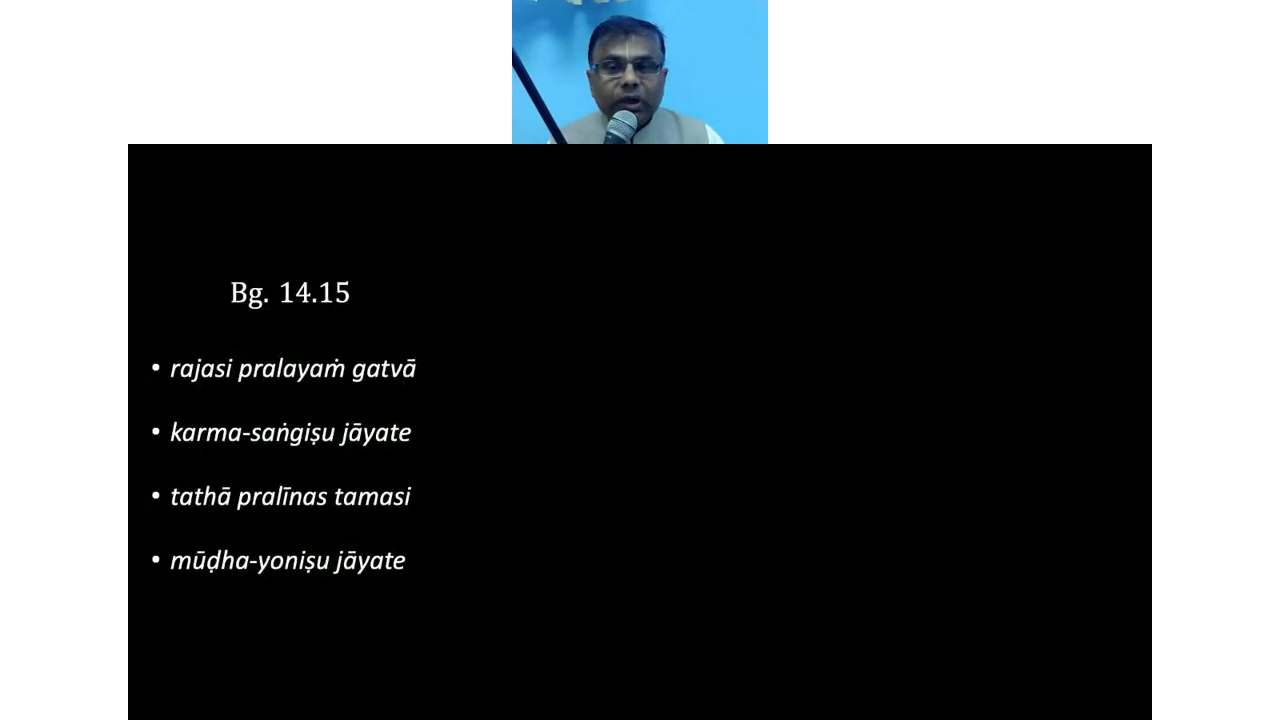 Bg. 14.15
• rajasi pralayaṁ gatvā
• karma-saṅgiṣu jāyate
• tathā pralīnas tamasi
• mūḍha-yoniṣu jāyate